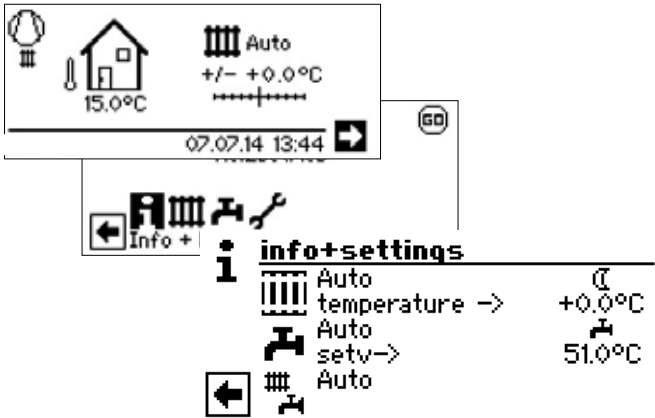 Auto
+/- +0.0°C
15.0°C
07.07.14 13:44
GO
Info +
i info+settings
Auto
temperature -> +0.0°C
Auto
setv-> 51.0°C
Auto